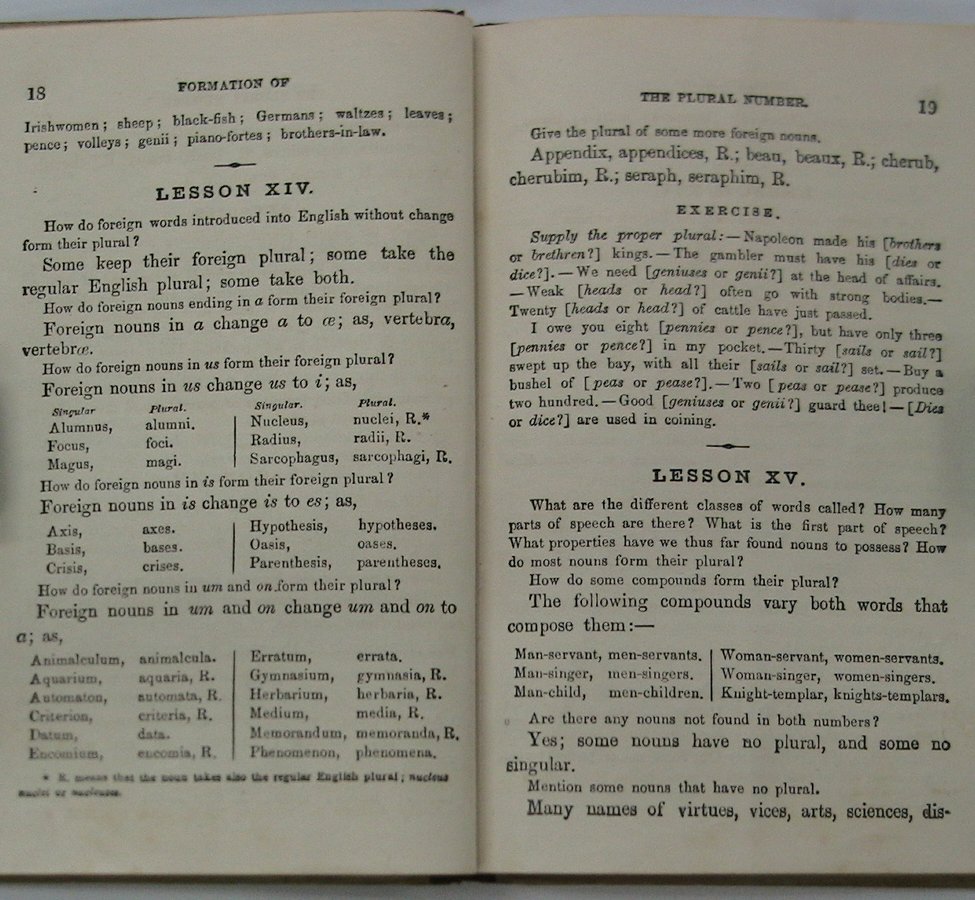 18
FORMATION OF
Irishwomen; sheep; black-fish; Germans; waltzes; leaves;
pence; volleys; genii; piano-fortes; brothers-in-law.
LESSON XIV.
How do foreign words introduced into English without change
form their plural?
Some keep their foreign plural; some take the
regular English plural; some take both.
How do foreign nouns ending in a form their foreign plural?
Foreign nouns in a change a to æ; as, vertebra,
vertebræ.
How do foreign nouns in us form their foreign plural?
Foreign nouns in us change us to i; as,
Singular Plural. Singular. Plural.
Alumnus, alumni. Nucleus, nuclei, R.*
Focus, foci. Radius, radii, R.
Magus, magi. Sarcophagus, sarcophagi, R.
How do foreign nouns in is form their foreign plural?
Foreign nouns in is change is to es; as,
Axis, axes. Hypothesis, hypotheses.
Basis, bases. Oasis, oases.
Crisis, crises. Parenthesis, parentheses.
How do foreign nouns in um and on form their plural?
Foreign nouns in um and on change um and on to
a; as,
Animalculum, animalcula. Erratum, errata.
Aquarium, aquaria, R. Gymnasium, gymnasia, R.
Automaton, automata, R. Herbarium, herbaria, R.
Criterion, criteria, R. Medium, media, R.
Datum, data. Memorandum, memoranda, R.
Encomium, encomia, R. Phenomenon, phenomena.
* R. means that the noun takes also the regular English plural; nucleus
nuclei or nucleuses.
THE PLURAL NUMBER.
19
Give the plural of some more foreign nouns.
Appendix, appendices, R.; beau, beaux, R.; cherub,
cherubim, R.; seraph, seraphim, R.
EXERCISE.
Supply the proper plural:—Napoleon made his [brothers
or brethren?] kings.—The gambler must have his [dies or
dice?].—We need [geniuses or genii?] at the head of affairs.
—Weak [heads or head?] often go with strong bodies.—
Twenty [heads or head?] of cattle have just passed.
I owe you eight [pennies or pence?], but have only three
[pennies or pence?] in my pocket.—Thirty [sails or sail?]
swept up the bay, with all their [sails or sail?] set.—Buy a
bushel of [peas or pease?].—Two [peas or pease?] produce
two hundred.—Good [geniuses or genii?] guard thee!—[Dies
or dice?] are used in coining.
LESSON XV.
What are the different classes of words called? How many
parts of speech are there? What is the first part of speech?
What properties have we thus far found nouns to possess? How
do most nouns form their plural?
How do some compounds form their plural?
The following compounds vary both words that
compose them:—
Man-servant, men-servants. Woman-servant, women-servants.
Man-singer, men-singers. Woman-singer, women-singers.
Man-child, men-children. Knight-templar, knights-templars.
Are there any nouns not found in both numbers?
Yes; some nouns have no plural, and some no
singular.
Mention some nouns that have no plural.
Many names of virtues, vices, arts, sciences, dis-